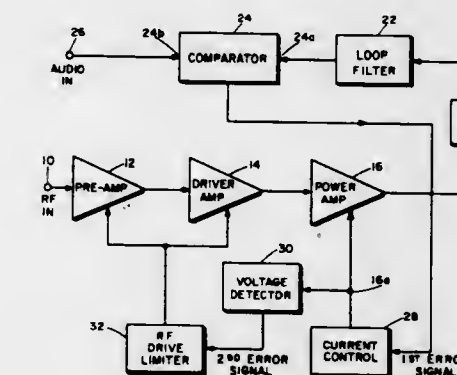 26
AUDIO
IN
24b
24
COMPARATOR
24a
22
LOOP
FILTER
10
RF
IN
12
PRE-AMP
14
DRIVER
AMP
16
POWER
AMP
30
VOLTAGE
DETECTOR
16a
32
RF
DRIVE
LIMITER
2ND ERROR
SIGNAL
28
CURRENT
CONTROL
1ST ERRO
SIGNAL